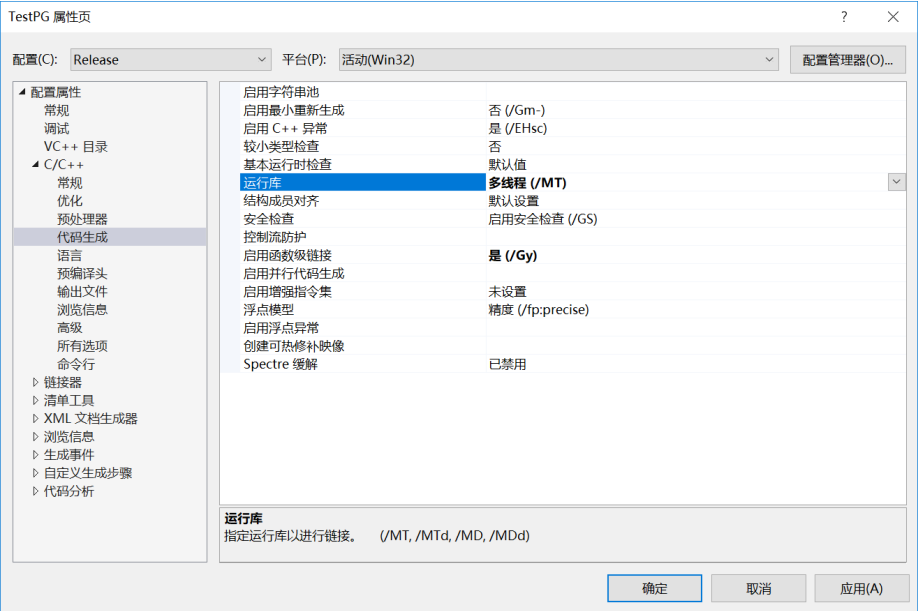 TestPG 属性页
配置(C): Release 平台(P): 活动(Win32) 配置管理器(O)...
配置属性
常规
调试
VC++ 目录
C/C++
常规
优化
预处理器
代码生成
语言
预编译头
输出文件
浏览信息
高级
所有选项
命令行
链接器
清单工具
XML 文档生成器
浏览信息
生成事件
自定义生成步骤
代码分析
启用字符串池
启用最小重新生成 否 (/Gm-)
启用 C++ 异常 是 (/EHsc)
较小类型检查 否
基本运行时检查 默认值
运行库 多线程 (/MT)
结构成员对齐 默认设置
安全检查 启用安全检查 (/GS)
控制流防护
启用函数级链接 是 (/Gy)
启用并行代码生成
启用增强指令集 未设置
浮点模型 精度 (/fp:precise)
启用浮点异常
创建可热修补映像
Spectre 缓解 已禁用
运行库
指定运行库以进行链接。 (/MT, /MTd, /MD, /MDd)
确定 取消 应用(A)